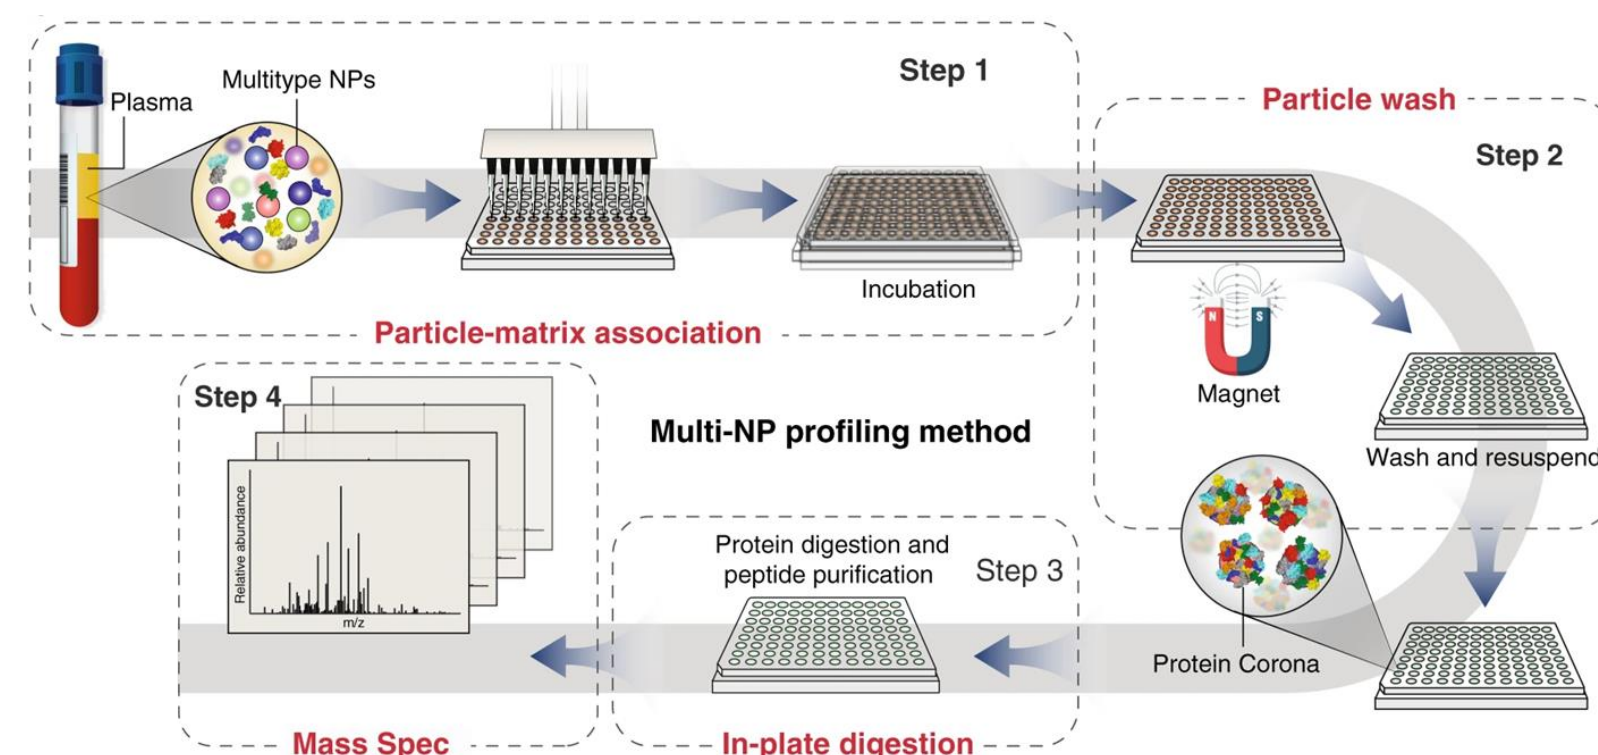 Step 1
Multitype NPs
Plasma
Incubation
Particle-matrix association
Particle wash
Step 2
N S
Magnet
Wash and resuspend
Protein Corona
Multi-NP profiling method
Step 3
Protein digestion and
peptide purification
In-plate digestion
Step 4
Relative abundance
m/z
Mass Spec